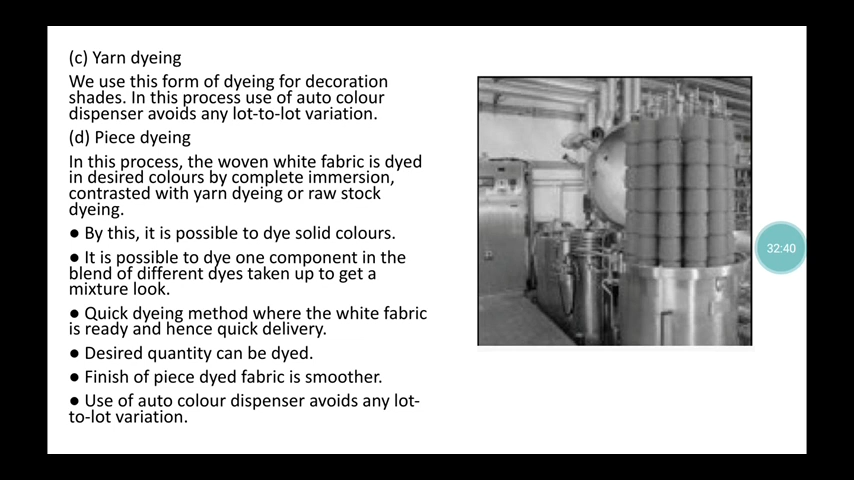 (c) Yarn dyeing
We use this form of dyeing for decoration
shades. In this process use of auto colour
dispenser avoids any lot-to-lot variation.
(d) Piece dyeing
In this process, the woven white fabric is dyed
in desired colours by complete immersion,
contrasted with yarn dyeing or raw stock
dyeing.
● By this, it is possible to dye solid colours.
● It is possible to dye one component in the
blend of different dyes taken up to get a
mixture look.
● Quick dyeing method where the white fabric
is ready and hence quick delivery.
● Desired quantity can be dyed.
● Finish of piece dyed fabric is smoother.
● Use of auto colour dispenser avoids any lot-
to-lot variation.
32:40